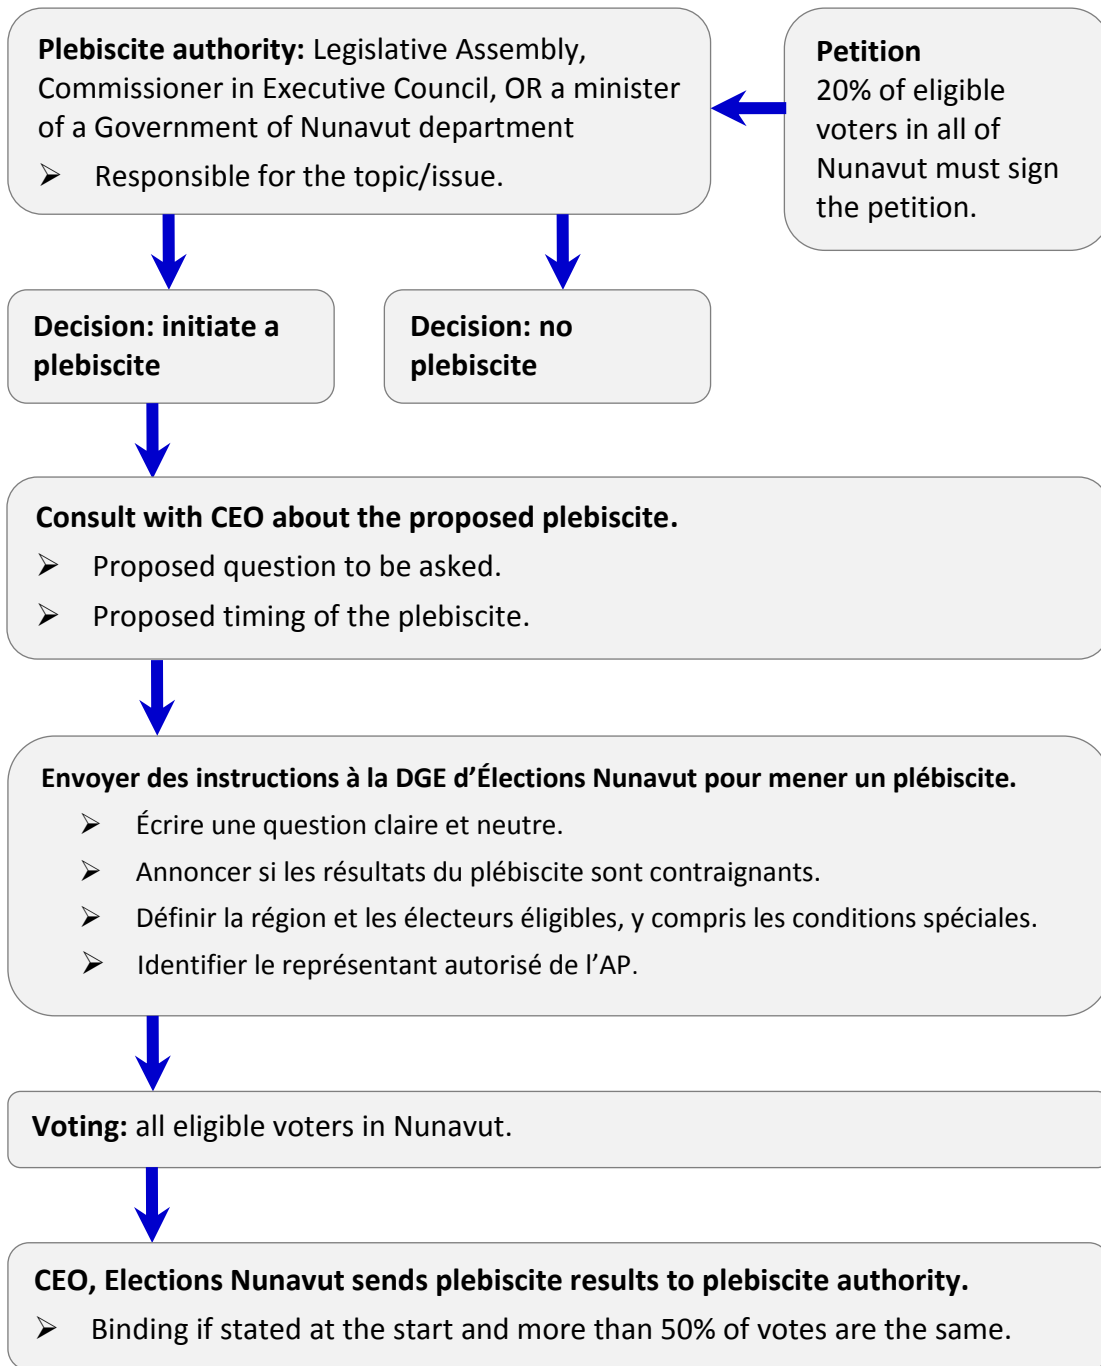 Plebiscite authority: Legislative Assembly,
Commissioner in Executive Council, OR a minister
of a Government of Nunavut department
➢ Responsible for the topic/issue.
Petition
20% of eligible
voters in all of
Nunavut must sign
the petition.
Decision: initiate a
plebiscite
Decision: no
plebiscite
Consult with CEO about the proposed plebiscite.
➢ Proposed question to be asked.
➢ Proposed timing of the plebiscite.
Envoyer des instructions à la DGE d’Élections Nunavut pour mener un plébiscite.
➢ Écrire une question claire et neutre.
➢ Annoncer si les résultats du plébiscite sont contraignants.
➢ Définir la région et les électeurs éligibles, y compris les conditions spéciales.
➢ Identifier le représentant autorisé de l’AP.
Voting: all eligible voters in Nunavut.
CEO, Elections Nunavut sends plebiscite results to plebiscite authority.
➢ Binding if stated at the start and more than 50% of votes are the same.